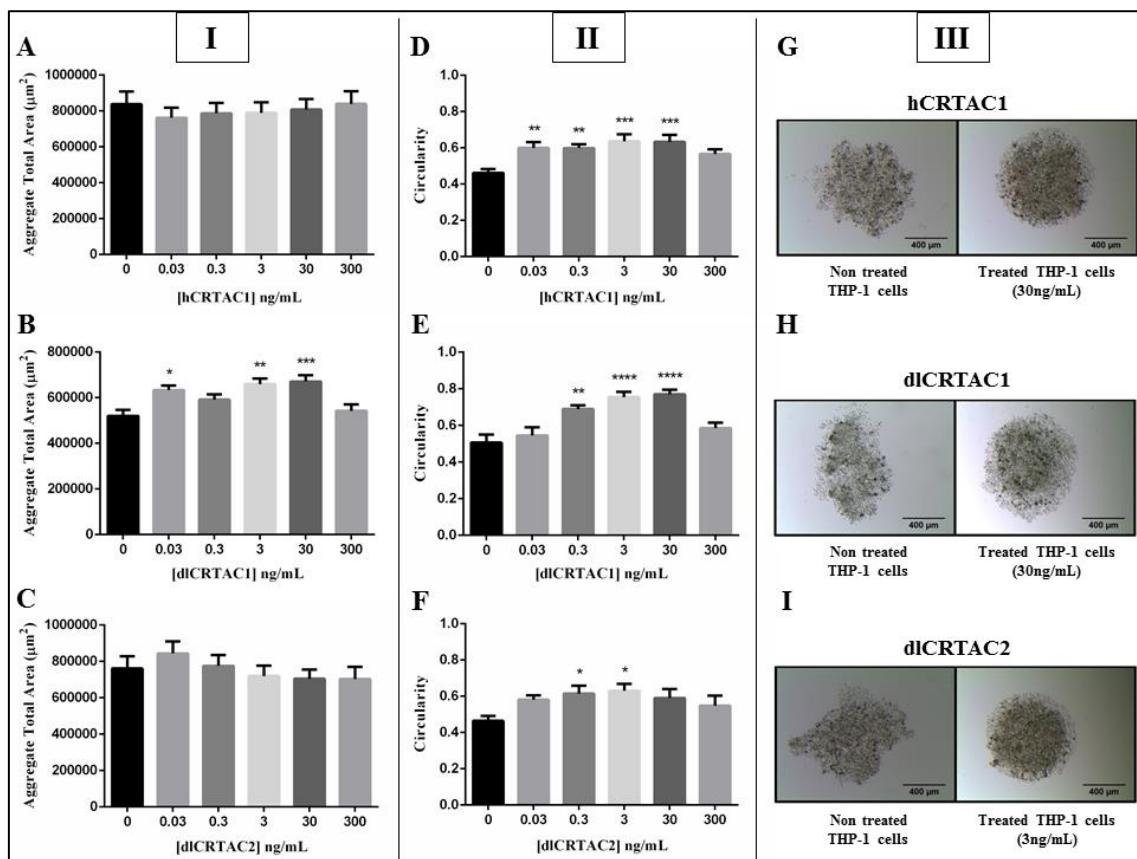 I
II
III
A
Aggregate Total Area (μm²)
1000000
800000
600000
400000
200000
0
0 0.03 0.3 3 30 300
[hCRTAC1] ng/mL
D
Circularity
1.0
0.8
0.6
0.4
0.2
0.0
** ** *** ***
0 0.03 0.3 3 30 300
[hCRTAC1] ng/mL
G
hCRTAC1
400 μm
400 μm
Non treated
THP-1 cells
Treated THP-1 cells
(30ng/mL)
B
Aggregate Total Area (μm²)
800000
600000
400000
200000
0
* ** ***
0 0.03 0.3 3 30 300
[dlCRTAC1] ng/mL
E
Circularity
1.0
0.8
0.6
0.4
0.2
0.0
** **** ****
0 0.03 0.3 3 30 300
[dlCRTAC1] ng/mL
H
dlCRTAC1
400 μm
400 μm
Non treated
THP-1 cells
Treated THP-1 cells
(30ng/mL)
C
Aggregate Total Area (μm²)
1000000
800000
600000
400000
200000
0
0 0.03 0.3 3 30 300
[dlCRTAC2] ng/mL
F
Circularity
1.0
0.8
0.6
0.4
0.2
0.0
* *
0 0.03 0.3 3 30 300
[dlCRTAC2] ng/mL
I
dlCRTAC2
400 μm
400 μm
Non treated
THP-1 cells
Treated THP-1 cells
(3ng/mL)